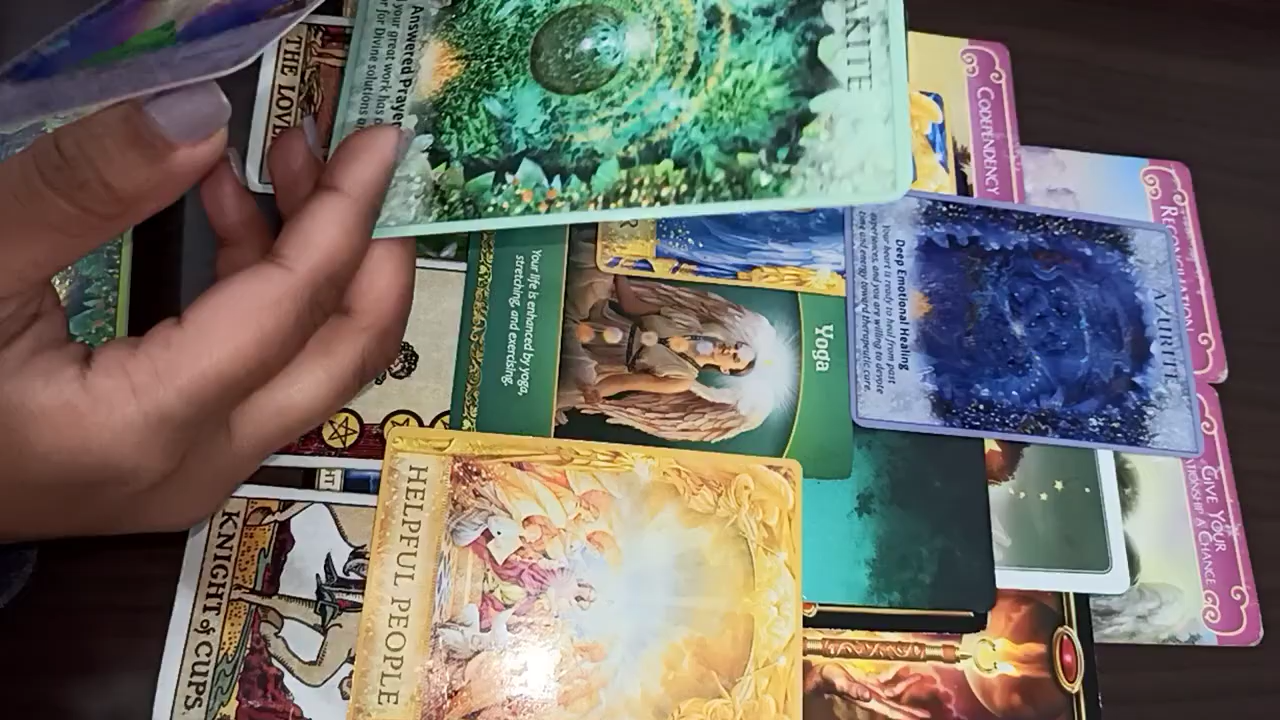 THE LOVE
Answered Prayer
your great work has
for Divine solutions
AKITE
CODEPENDENCY
RECONCILIATION
Deep Emotional Healing
Your heart is ready to heal from past
experiences, and you are willing to devote
time and energy toward therapeutic care.
AZURITE
Your life is enhanced by yoga,
stretching, and exercising.
Yoga
GIVE YOUR
ATIONSHIP A CHANCE
KNIGHT of CUPS
HELPFUL PEOPLE